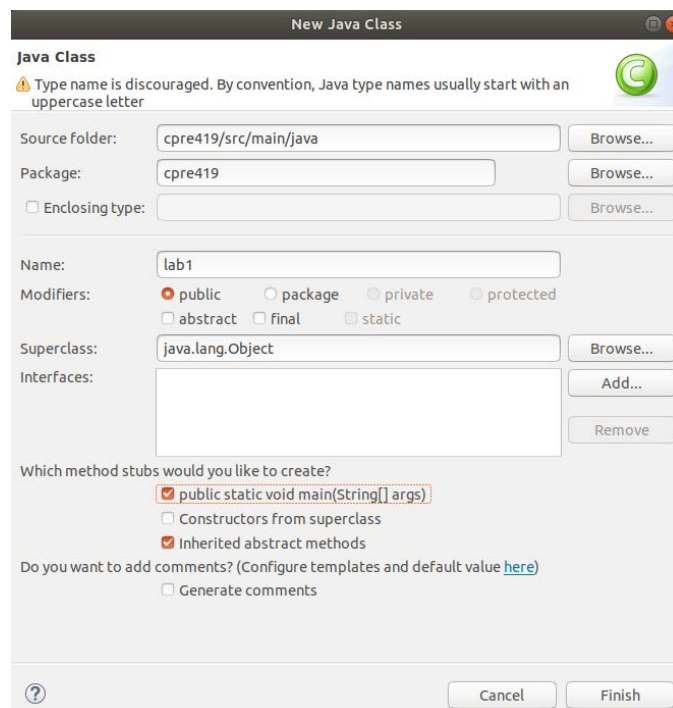 New Java Class
Java Class
Type name is discouraged. By convention, Java type names usually start with an
uppercase letter
Source folder: cpre419/src/main/java Browse...
Package: cpre419 Browse...
Enclosing type: Browse...
Name: lab1
Modifiers: public package private protected
abstract final static
Superclass: java.lang.Object Browse...
Interfaces: Add...
Remove
Which method stubs would you like to create?
public static void main(String[] args)
Constructors from superclass
Inherited abstract methods
Do you want to add comments? (Configure templates and default value here)
Generate comments
? Cancel Finish